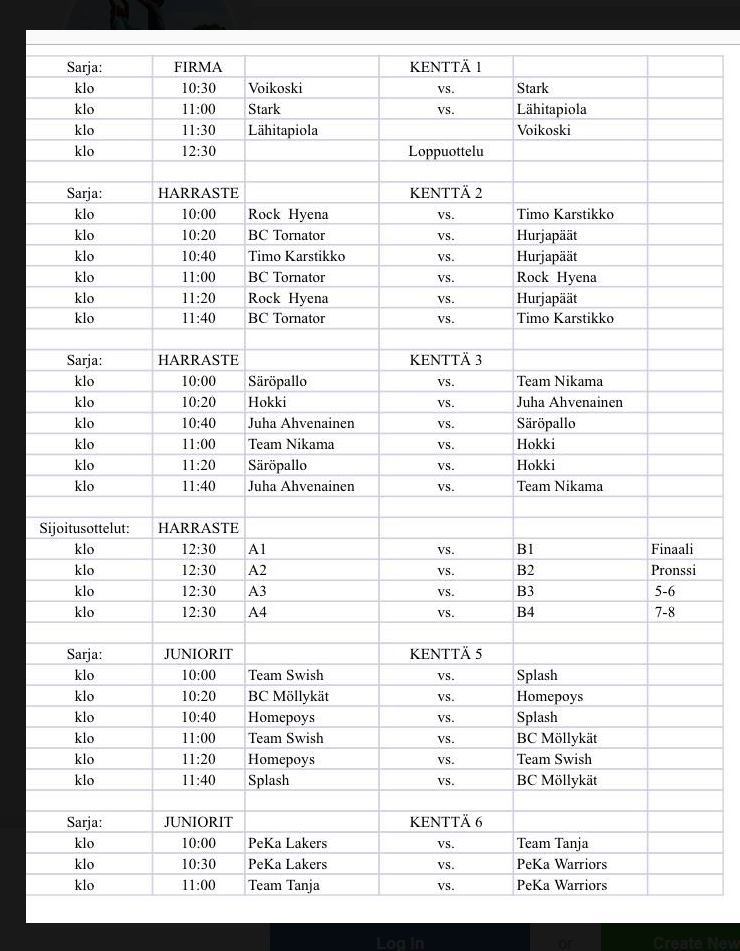 Sarja: FIRMA KENTTÄ 1
klo 10:30 Voikoski vs. Stark
klo 11:00 Stark vs. Lähitapiola
klo 11:30 Lähitapiola Voikoski
klo 12:30 Loppuottelu
Sarja: HARRASTE KENTTÄ 2
klo 10:00 Rock Hyena vs. Timo Karstikko
klo 10:20 BC Tornator vs. Hurjapäät
klo 10:40 Timo Karstikko vs. Hurjapäät
klo 11:00 BC Tornator vs. Rock Hyena
klo 11:20 Rock Hyena vs. Hurjapäät
klo 11:40 BC Tornator vs. Timo Karstikko
Sarja: HARRASTE KENTTÄ 3
klo 10:00 Säröpallo vs. Team Nikama
klo 10:20 Hokki vs. Juha Ahvenainen
klo 10:40 Juha Ahvenainen vs. Säröpallo
klo 11:00 Team Nikama vs. Hokki
klo 11:20 Säröpallo vs. Hokki
klo 11:40 Juha Ahvenainen vs. Team Nikama
Sijoitusottelut: HARRASTE
klo 12:30 A1 vs. B1 Finaali
klo 12:30 A2 vs. B2 Pronssi
klo 12:30 A3 vs. B3 5-6
klo 12:30 A4 vs. B4 7-8
Sarja: JUNIORIT KENTTÄ 5
klo 10:00 Team Swish vs. Splash
klo 10:20 BC Möllykät vs. Homepoys
klo 10:40 Homepoys vs. Splash
klo 11:00 Team Swish vs. BC Möllykät
klo 11:20 Homepoys vs. Team Swish
klo 11:40 Splash vs. BC Möllykät
Sarja: JUNIORIT KENTTÄ 6
klo 10:00 PeKa Lakers vs. Team Tanja
klo 10:30 PeKa Lakers vs. PeKa Warriors
klo 11:00 Team Tanja vs. PeKa Warriors
Log In or Create New